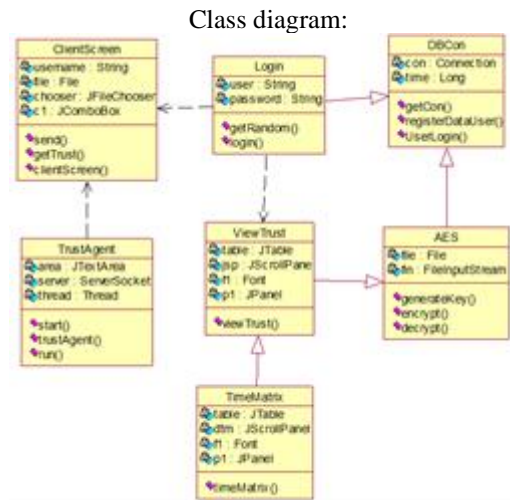 Class diagram:
ClientScreen
username : String
file : File
chooser : JFileChooser
c1 : JComboBox
send()
getTrust()
clientScreen()
Login
user : String
password : String
getRandom()
login()
DBCon
con : Connection
time : Long
getCon()
registerDataUser()
UserLogin()
TrustAgent
area : JTextArea
server : ServerSocket
thread : Thread
start()
trustAgent()
run()
ViewTrust
table : JTable
jsp : JScrollPane
f1 : Font
p1 : JPanel
viewTrust()
AES
file : File
fin : FileInputStream
generateKey()
encrypt()
decrypt()
TimeMatrix
table : JTable
dtm : JScrollPanel
f1 : Font
p1 : JPanel
timeMatrix()